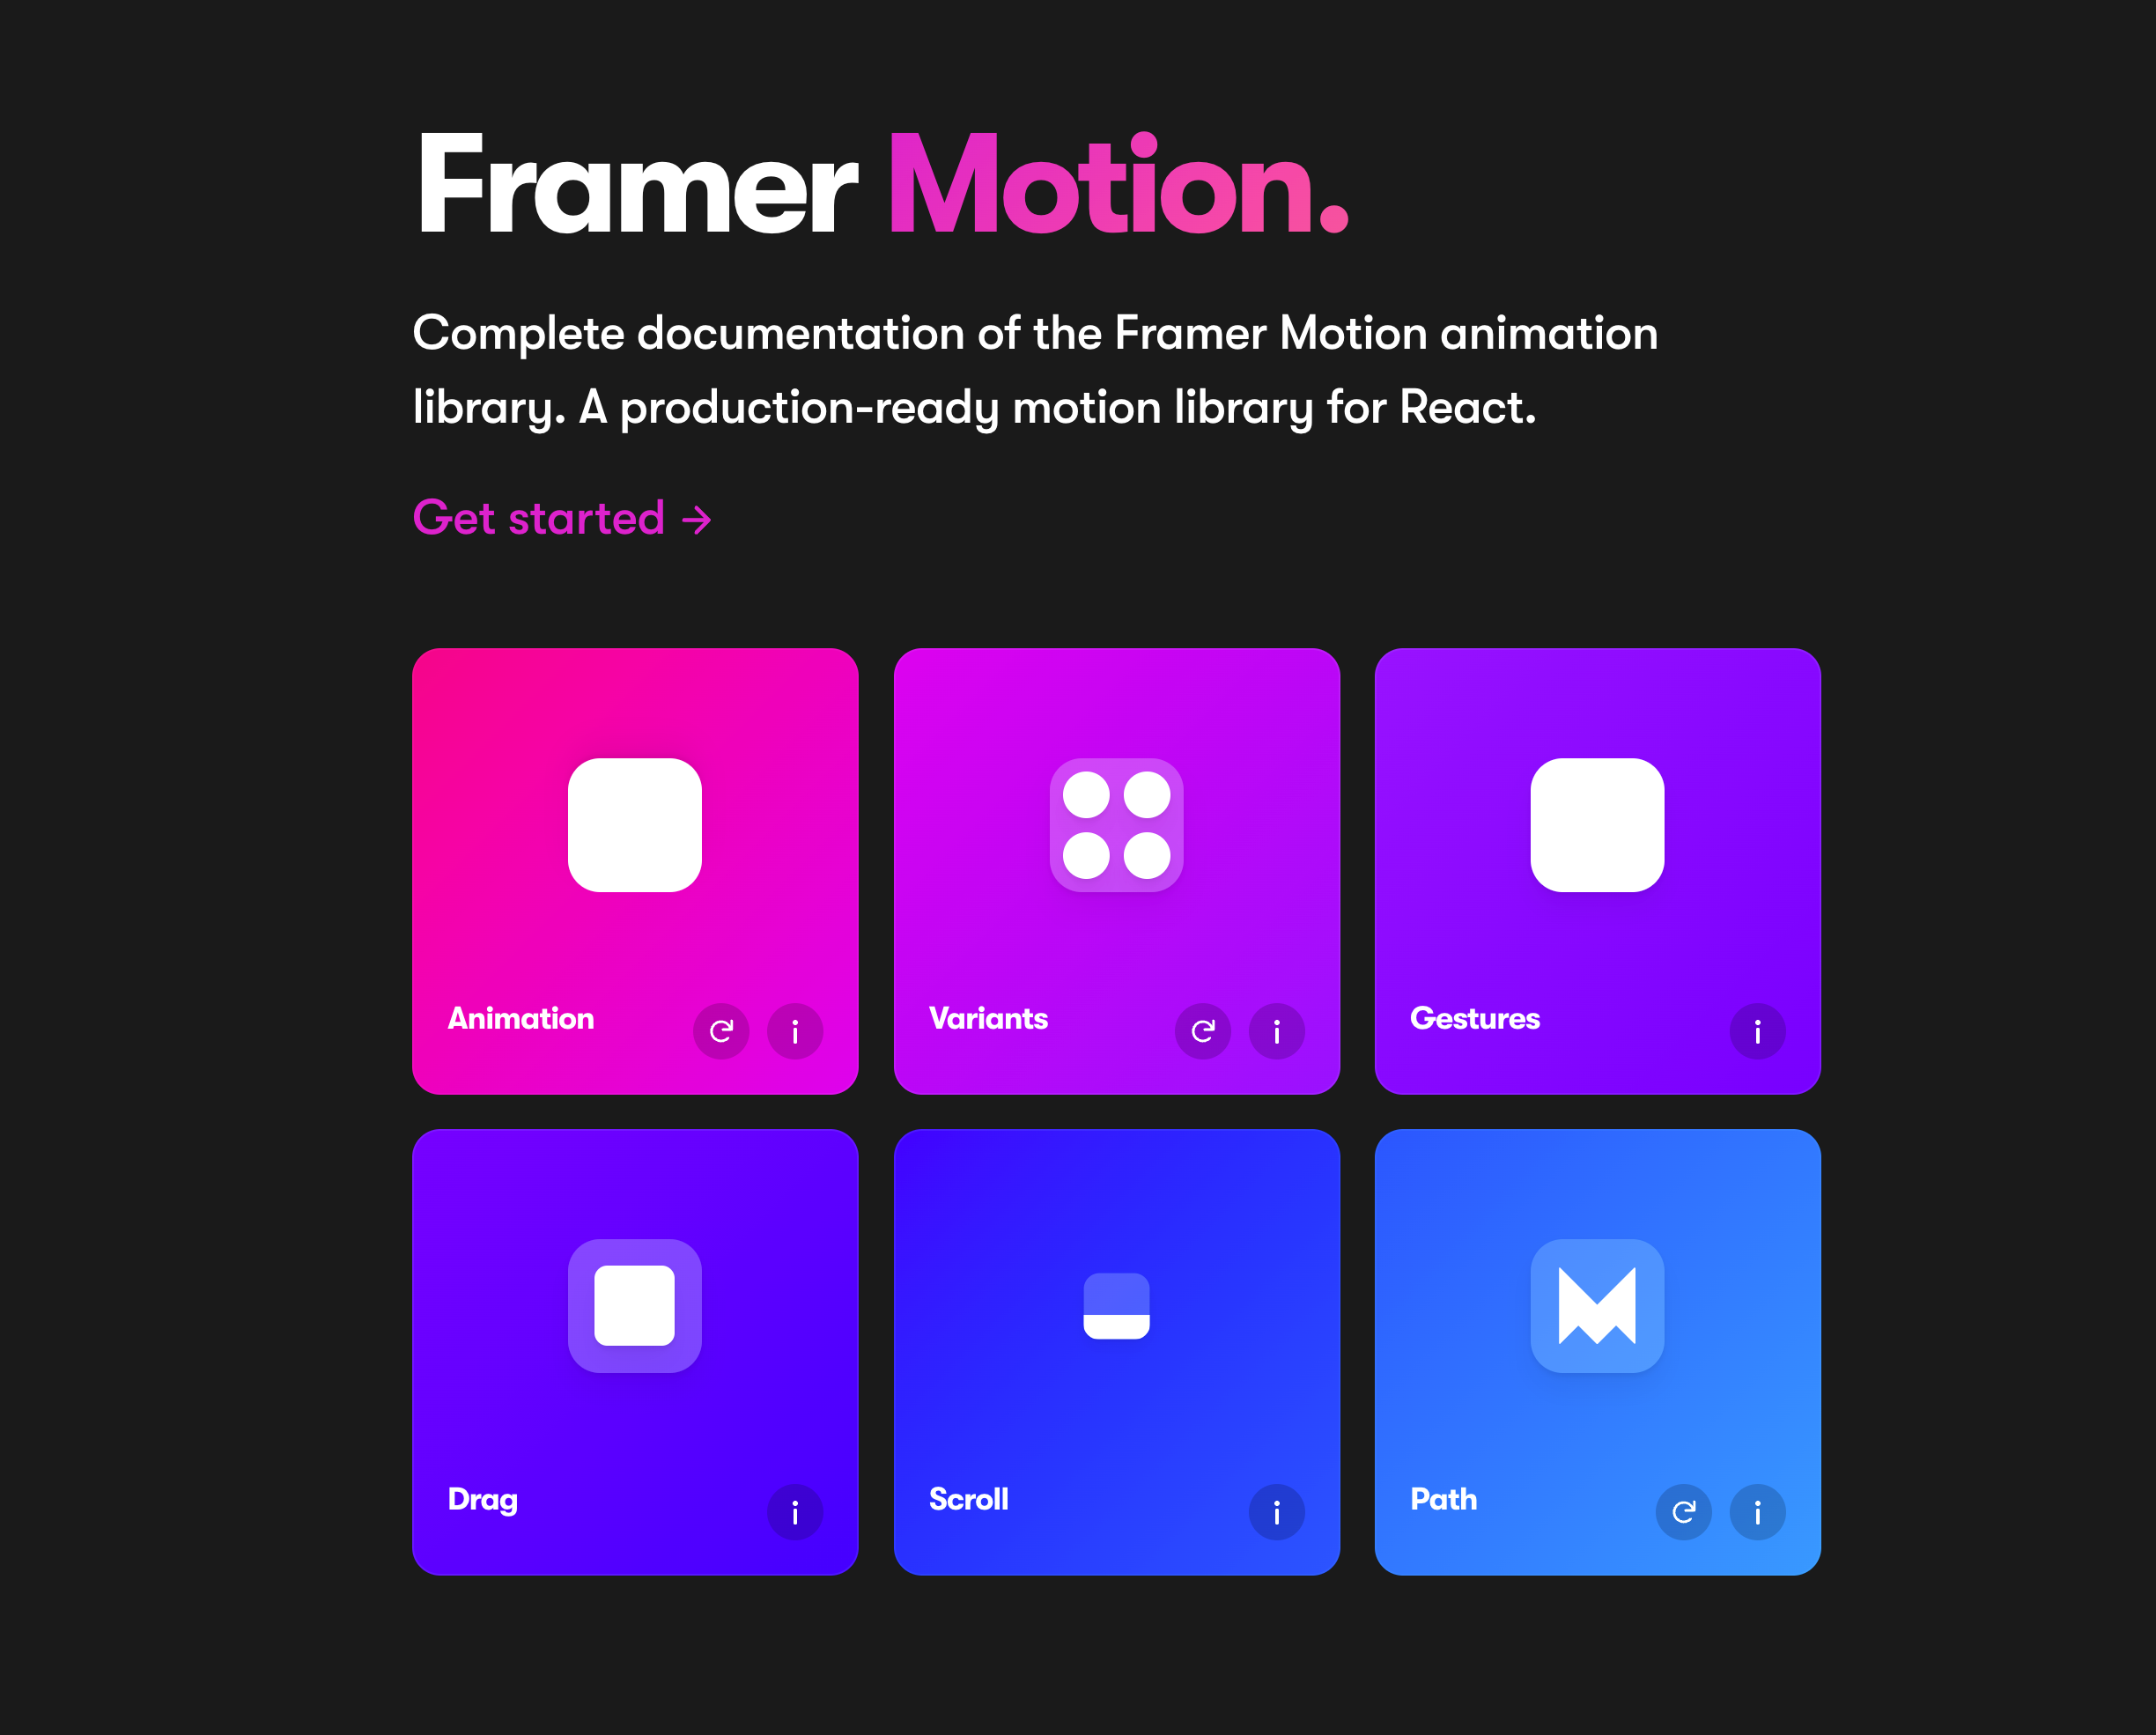 Framer Motion.
Complete documentation of the Framer Motion animation
library. A production-ready motion library for React.
Get started →
Animation
Variants
Gestures
Drag
Scroll
Path